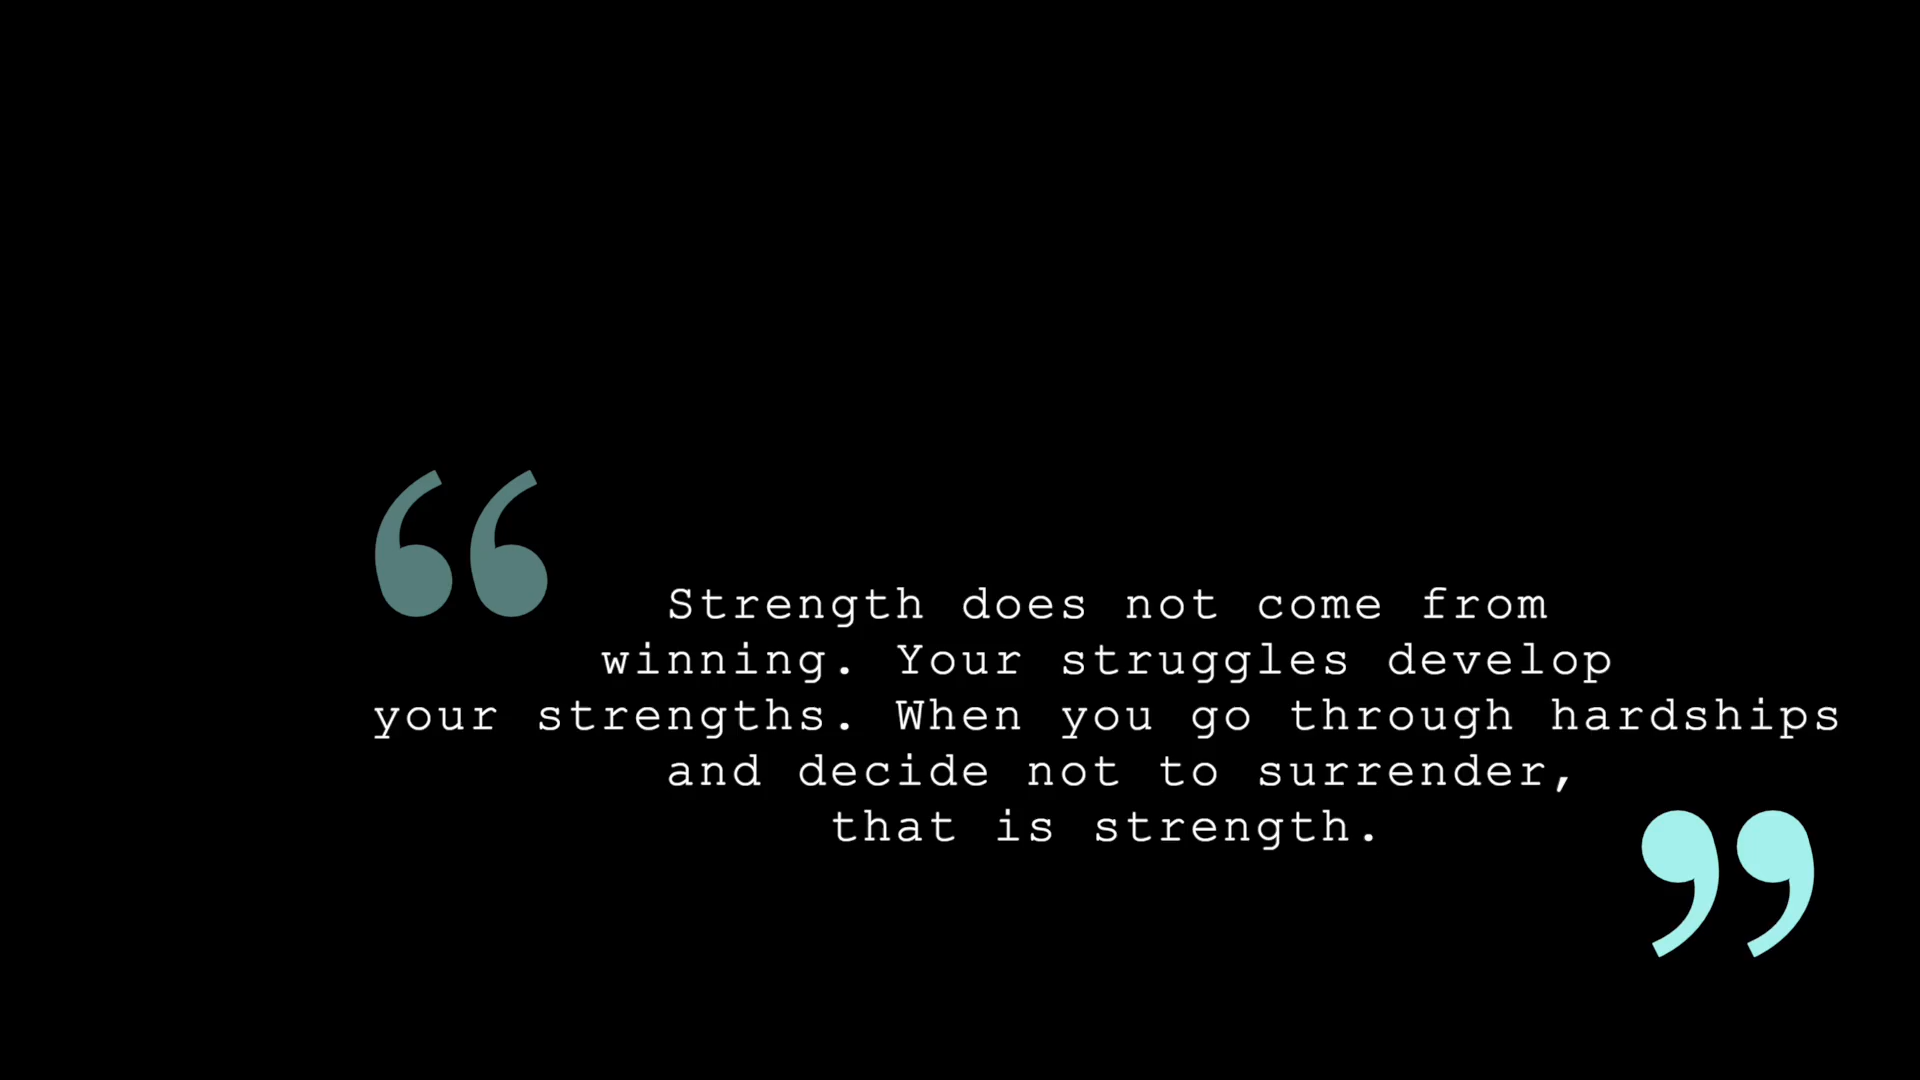 “
Strength does not come from
winning. Your struggles develop
your strengths. When you go through hardships
and decide not to surrender,
that is strength.
”